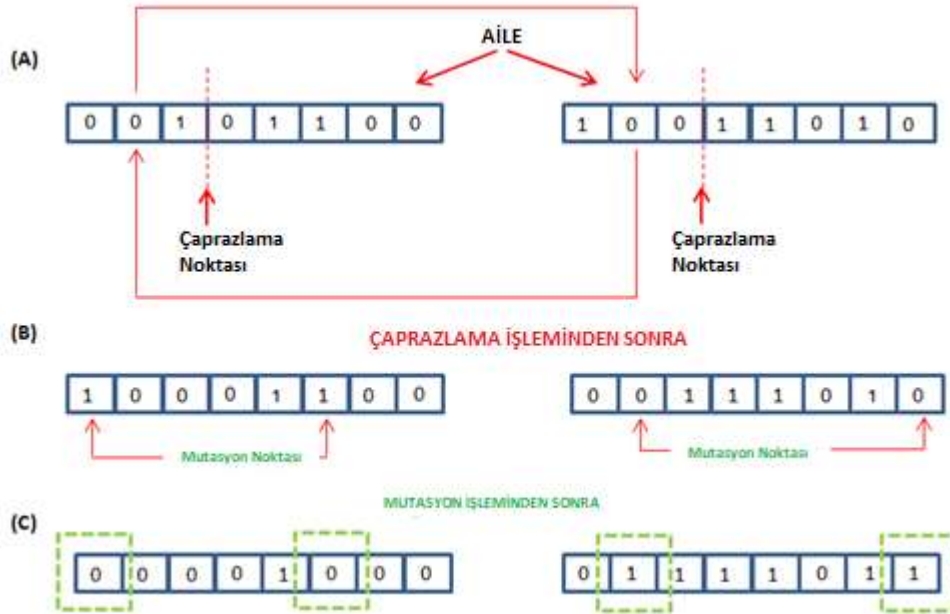 AİLE
(A)
0 0 1 0 1 1 0 0
1 0 0 1 1 0 1 0
Çaprazlama
Noktası
Çaprazlama
Noktası
(B)
ÇAPRAZLAMA İŞLEMİNDEN SONRA
1 0 0 0 1 1 0 0
0 0 1 1 1 0 1 0
Mutasyon Noktası
Mutasyon Noktası
MUTASYON İŞLEMİNDEN SONRA
(C)
0 0 0 0 1 0 0 0
0 1 1 1 1 0 1 1